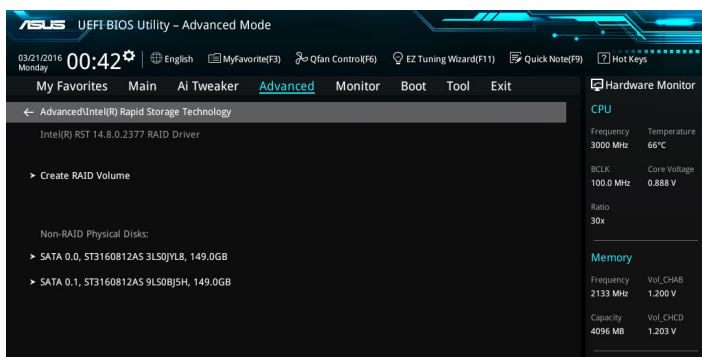 ASUS UEFI BIOS Utility – Advanced Mode
03/21/2016
Monday
00:42
English
MyFavorite(F3)
Qfan Control(F6)
EZ Tuning Wizard(F11)
Quick Note(F9)
? Hot Keys
My Favorites Main Ai Tweaker Advanced Monitor Boot Tool Exit
Hardware Monitor
← Advanced\Intel(R) Rapid Storage Technology
Intel(R) RST 14.8.0.2377 RAID Driver
> Create RAID Volume
Non-RAID Physical Disks:
> SATA 0.0, ST3160812AS 3LS0JYL8, 149.0GB
> SATA 0.1, ST3160812AS 9LS0BJ5H, 149.0GB
CPU
Frequency Temperature
3000 MHz 66°C
BCLK Core Voltage
100.0 MHz 0.888 V
Ratio
30x
Memory
Frequency Vol_CHAB
2133 MHz 1.200 V
Capacity Vol_CHCD
4096 MB 1.203 V